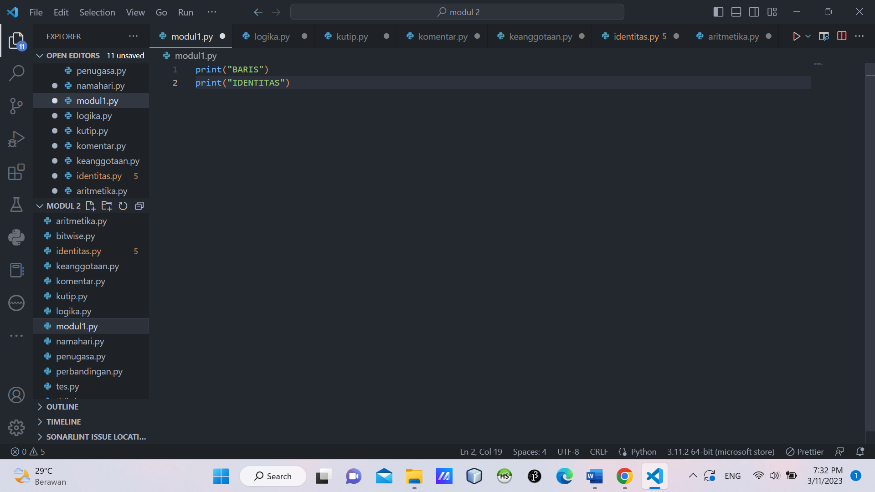 File Edit Selection View Go Run ...
modul 2
EXPLORER ...
modul1.py
logika.py
kutip.py
komentar.py
keanggotaan.py
identitas.py 5
aritmetika.py
OPEN EDITORS 11 unsaved
penugasa.py
namahari.py
modul1.py
logika.py
kutip.py
komentar.py
keanggotaan.py
identitas.py 5
aritmetika.py
MODUL 2
aritmetika.py
bitwise.py
identitas.py 5
keanggotaan.py
komentar.py
kutip.py
logika.py
modul1.py
namahari.py
penugasa.py
perbandingan.py
tes.py
OUTLINE
TIMELINE
SONARLINT ISSUE LOCATI...
11
modul1.py
1 print("BARIS")
2 print("IDENTITAS")
0 5
Ln 2, Col 19 Spaces: 4 UTF-8 CRLF Python 3.11.2 64-bit (microsoft store) Prettier
29°C
Berawan
Search
ENG
7:32 PM
3/11/2023
1